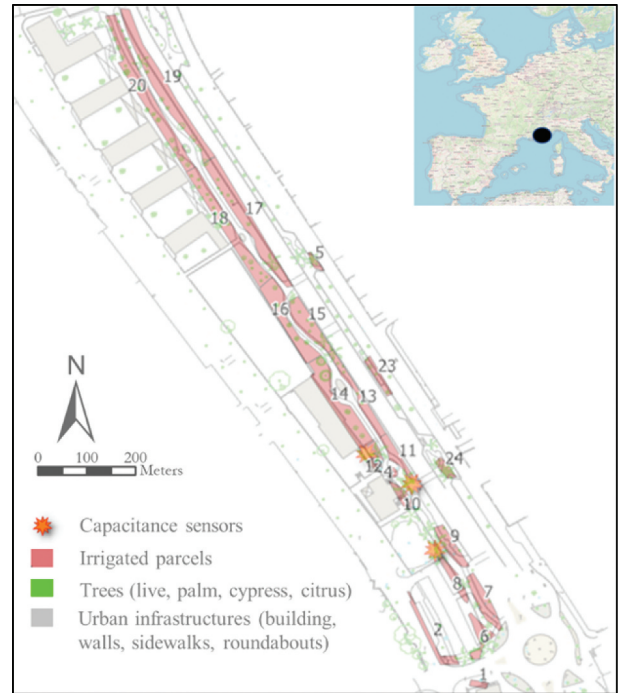 19
20
17
18
5
16
15
23
14
13
11
12
4
24
10
9
8
7
2
6
1
N
0 100 200
Meters
Capacitance sensors
Irrigated parcels
Trees (live, palm, cypress, citrus)
Urban infrastructures (building,
walls, sidewalks, roundabouts)